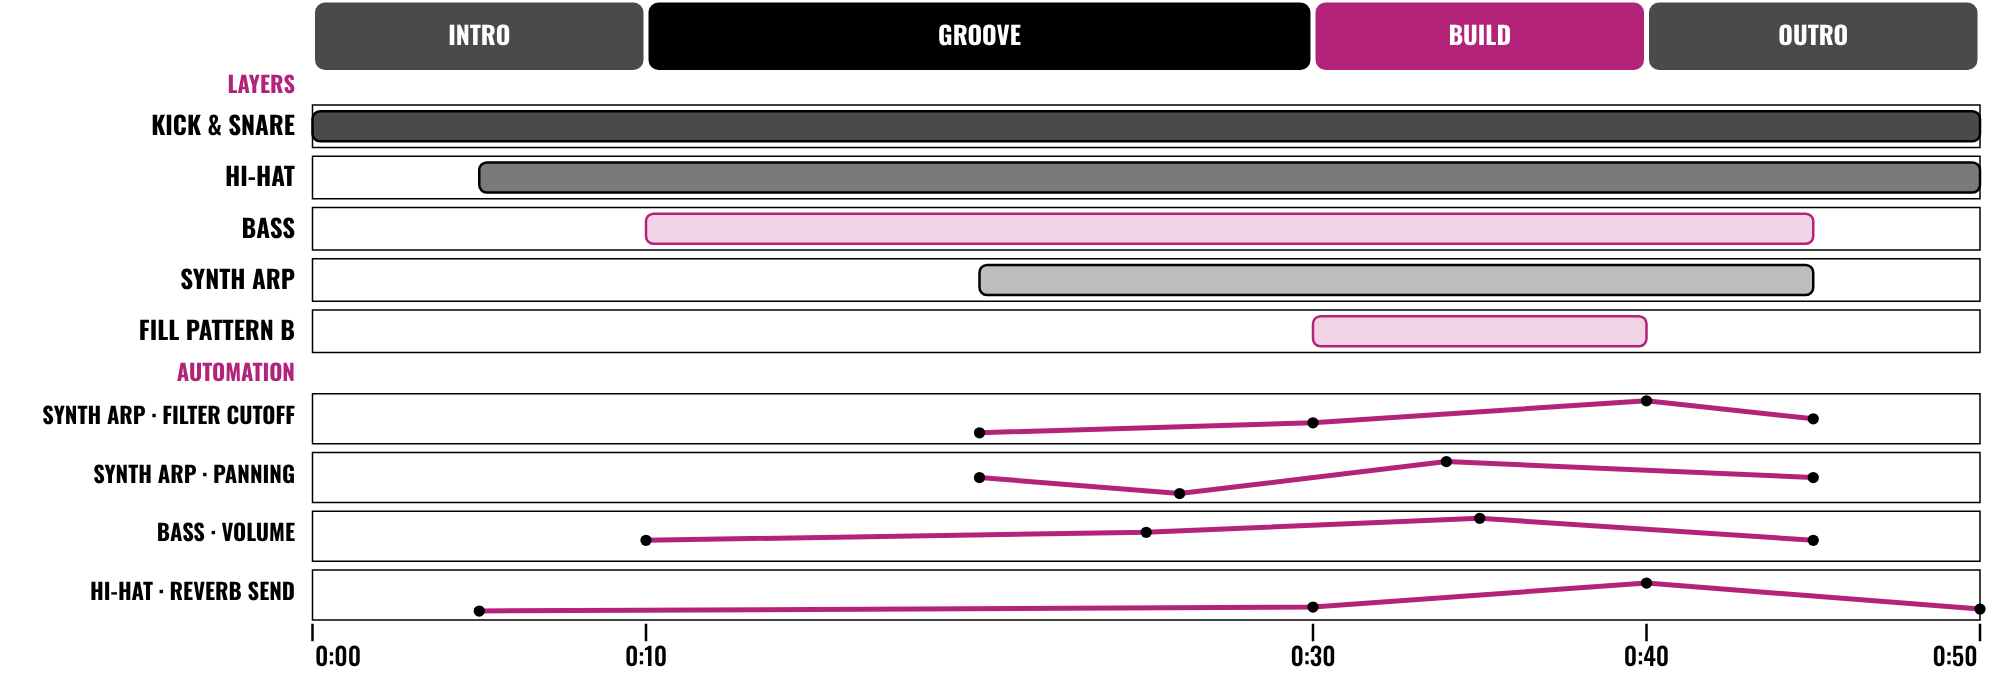 INTRO GROOVE BUILD OUTRO
LAYERS
KICK & SNARE
HI-HAT
BASS
SYNTH ARP
FILL PATTERN B
AUTOMATION
SYNTH ARP · FILTER CUTOFF
SYNTH ARP · PANNING
BASS · VOLUME
HI-HAT · REVERB SEND
0:00 0:10 0:30 0:40 0:50